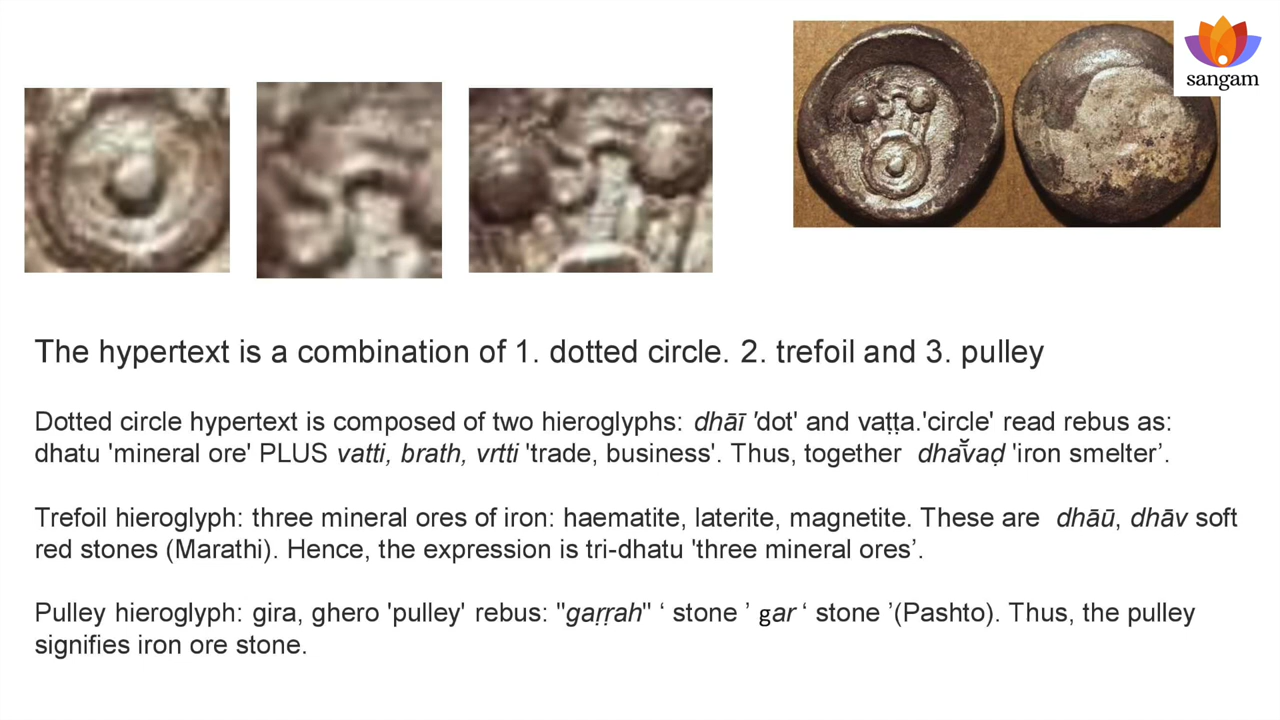 sangam
The hypertext is a combination of 1. dotted circle. 2. trefoil and 3. pulley
Dotted circle hypertext is composed of two hieroglyphs: dhāī 'dot' and vaṭṭa.'circle' read rebus as:
dhatu 'mineral ore' PLUS vatti, brath, vrtti 'trade, business'. Thus, together dhā̆vaḍ 'iron smelter’.
Trefoil hieroglyph: three mineral ores of iron: haematite, laterite, magnetite. These are dhāū, dhāv soft
red stones (Marathi). Hence, the expression is tri-dhatu 'three mineral ores’.
Pulley hieroglyph: gira, ghero 'pulley' rebus: "gaṛṛah" ‘ stone ’ gar ‘ stone ’(Pashto). Thus, the pulley
signifies iron ore stone.